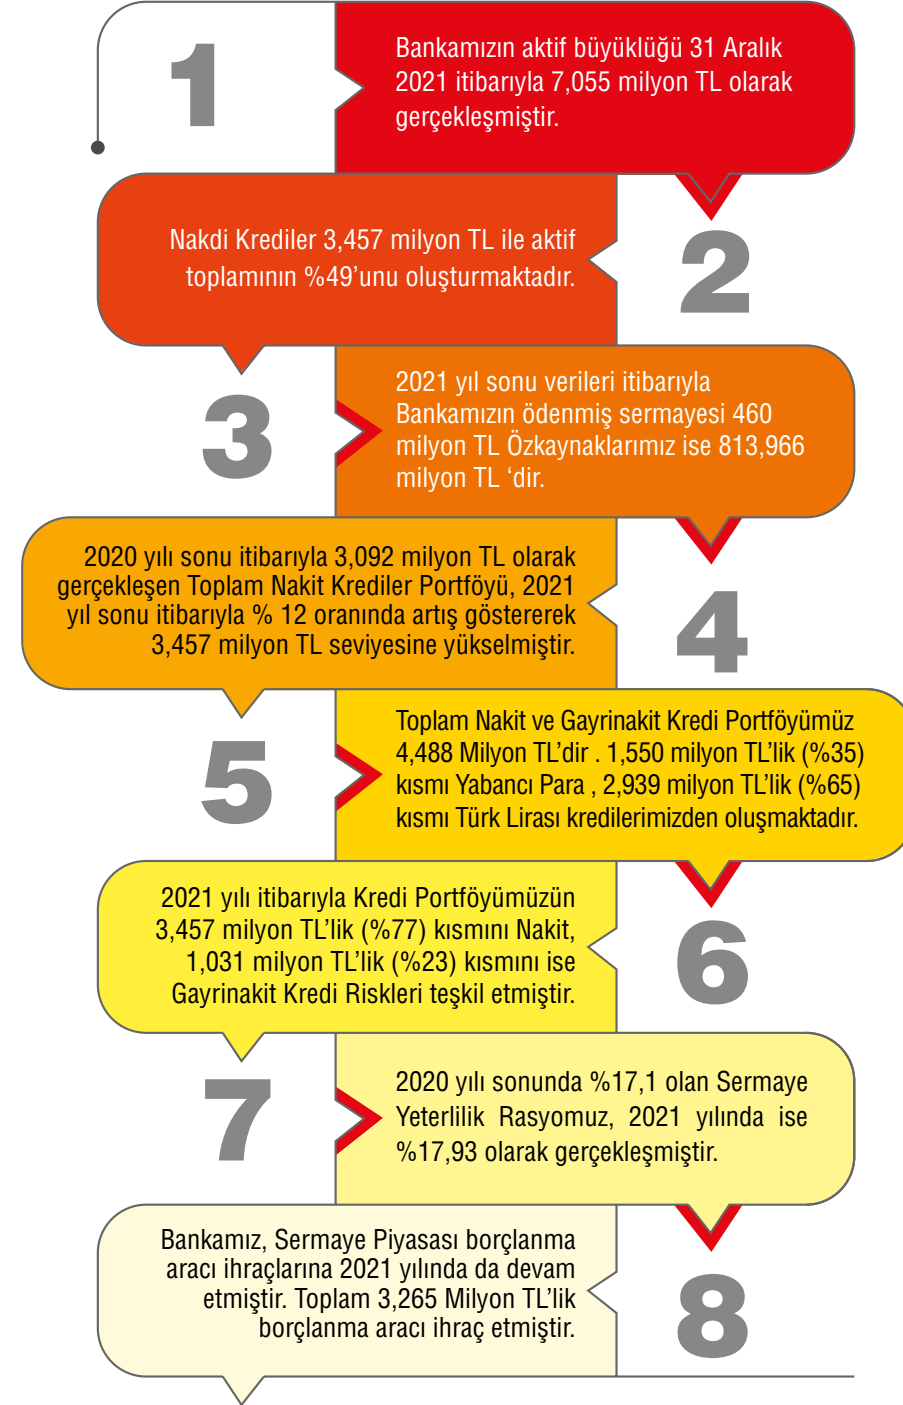 1
Bankamızın aktif büyüklüğü 31 Aralık
2021 itibarıyla 7,055 milyon TL olarak
gerçekleşmiştir.
Nakdi Krediler 3,457 milyon TL ile aktif
toplamının %49’unu oluşturmaktadır.
2
3
2021 yıl sonu verileri itibarıyla
Bankamızın ödenmiş sermayesi 460
milyon TL Özkaynaklarımız ise 813,966
milyon TL ‘dir.
2020 yılı sonu itibarıyla 3,092 milyon TL olarak
gerçekleşen Toplam Nakit Krediler Portföyü, 2021
yıl sonu itibarıyla % 12 oranında artış göstererek
3,457 milyon TL seviyesine yükselmiştir.
4
5
Toplam Nakit ve Gayrinakit Kredi Portföyümüz
4,488 Milyon TL’dir . 1,550 milyon TL’lik (%35)
kısmı Yabancı Para , 2,939 milyon TL’lik (%65)
kısmı Türk Lirası kredilerimizden oluşmaktadır.
2021 yılı itibarıyla Kredi Portföyümüzün
3,457 milyon TL’lik (%77) kısmını Nakit,
1,031 milyon TL’lik (%23) kısmını ise
Gayrinakit Kredi Riskleri teşkil etmiştir.
6
7
2020 yılı sonunda %17,1 olan Sermaye
Yeterlilik Rasyomuz, 2021 yılında ise
%17,93 olarak gerçekleşmiştir.
Bankamız, Sermaye Piyasası borçlanma
aracı ihraçlarına 2021 yılında da devam
etmiştir. Toplam 3,265 Milyon TL’lik
borçlanma aracı ihraç etmiştir.
8